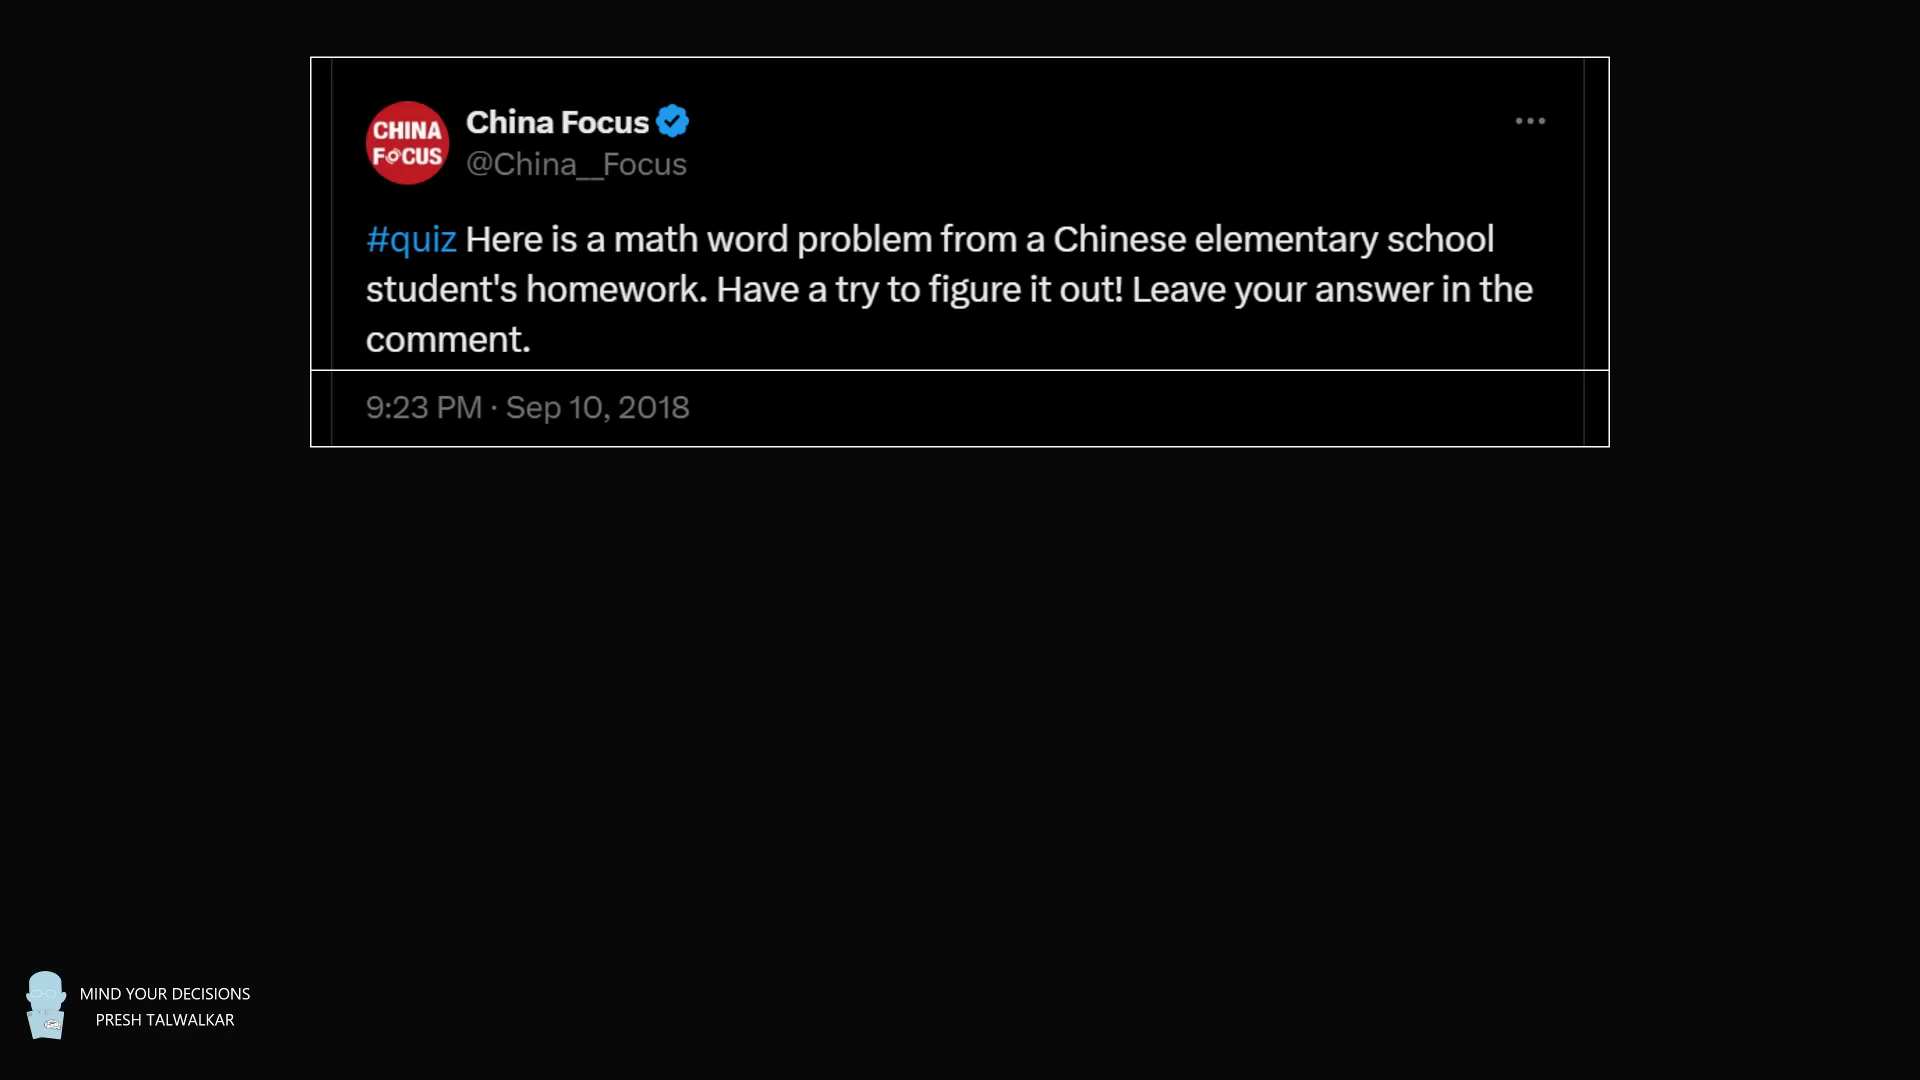 CHINA
FOCUS
China Focus
@China__Focus
#quiz Here is a math word problem from a Chinese elementary school
student's homework. Have a try to figure it out! Leave your answer in the
comment.
9:23 PM · Sep 10, 2018
MIND YOUR DECISIONS
PRESH TALWALKAR